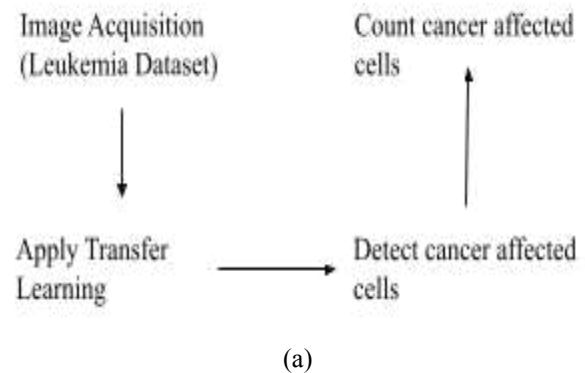 Image Acquisition
(Leukemia Dataset)
Count cancer affected
cells
Apply Transfer
Learning
Detect cancer affected
cells
(a)